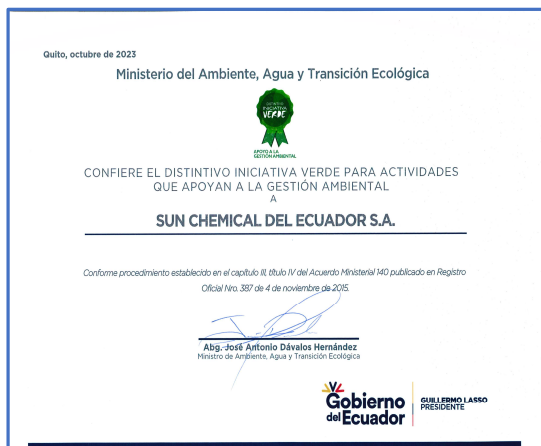 Quito, octubre de 2023
Ministerio del Ambiente, Agua y Transición Ecológica
DISTINTIVO
INICIATIVA
VERDE
APOYO A LA
GESTIÓN AMBIENTAL
CONFIERE EL DISTINTIVO INICIATIVA VERDE PARA ACTIVIDADES
QUE APOYAN A LA GESTIÓN AMBIENTAL
A
SUN CHEMICAL DEL ECUADOR S.A.
Conforme procedimiento establecido en el capítulo III, título IV del Acuerdo Ministerial 140 publicado en Registro
Oficial Nro. 387 de 4 de noviembre de 2015.
Abg. José Antonio Dávalos Hernández
Ministro de Ambiente, Agua y Transición Ecológica
Gobierno
del Ecuador
GUILLERMO LASSO
PRESIDENTE